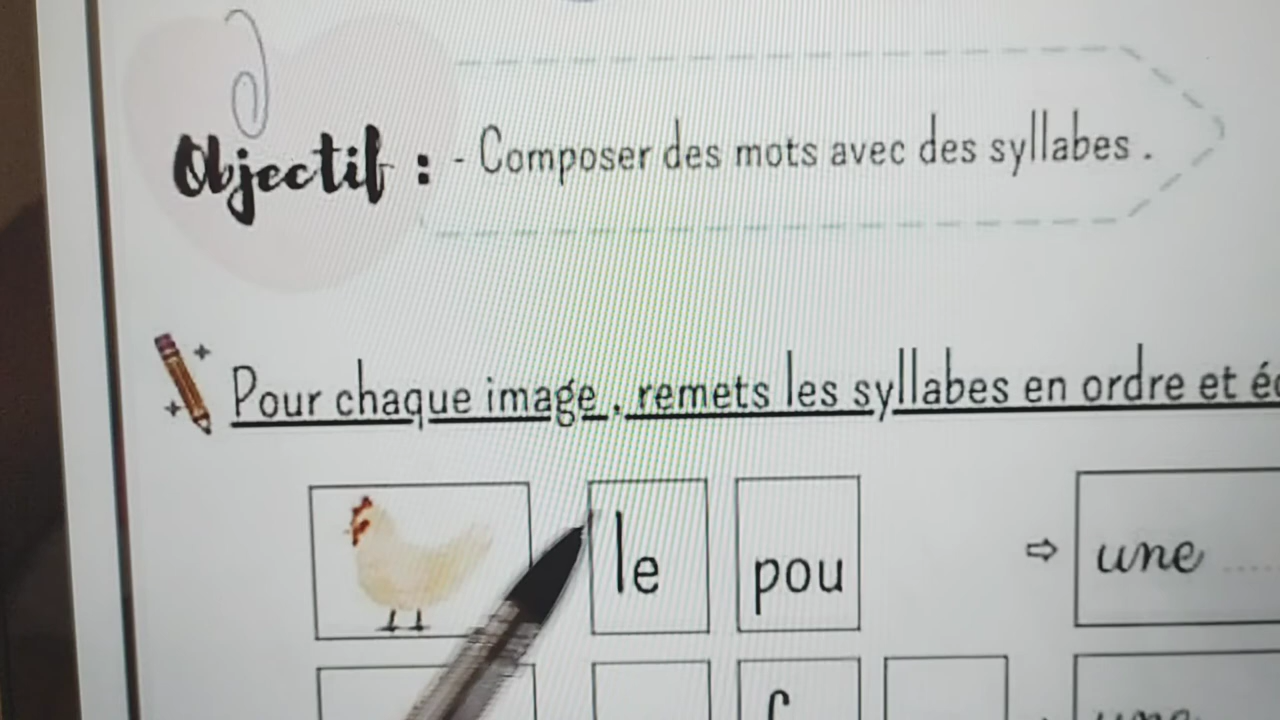 Objectif : - Composer des mots avec des syllabes .
Pour chaque image , remets les syllabes en ordre et
le pou ⇨ une ......